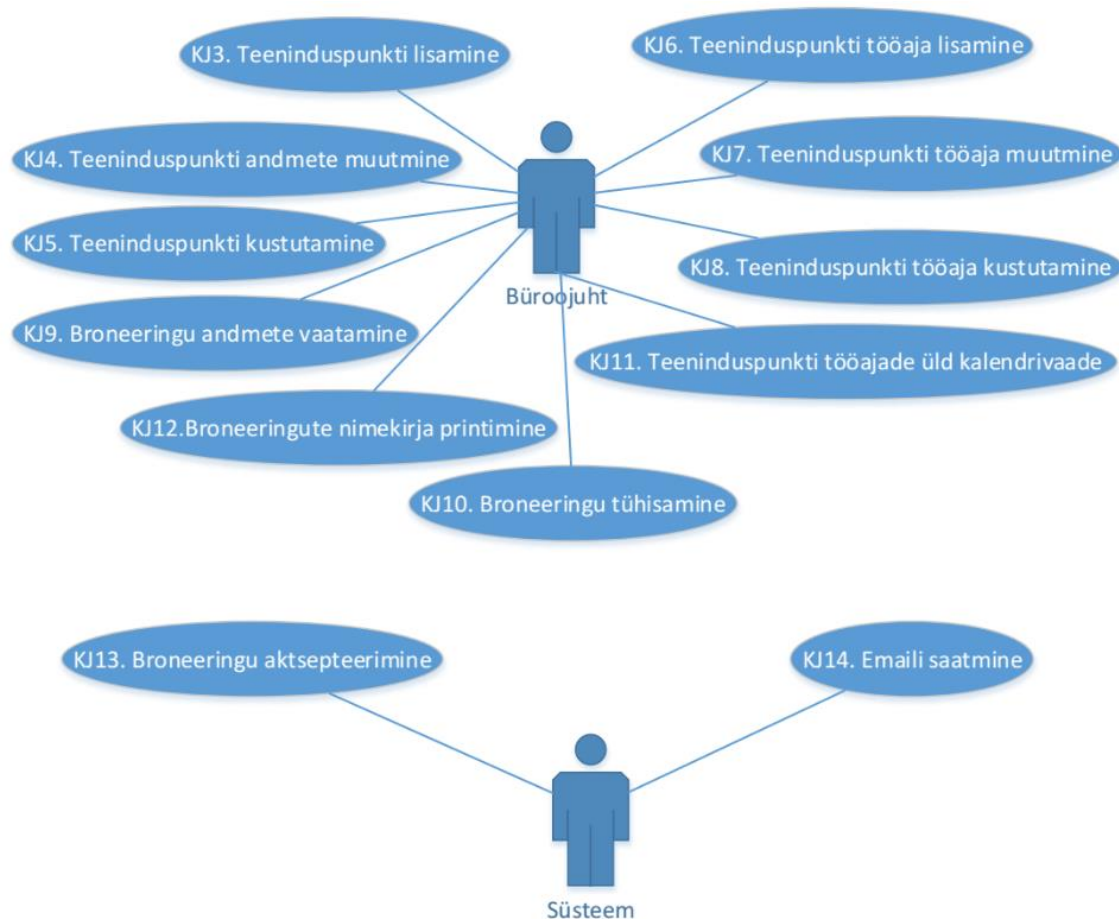 KJ3. Teeninduspunkti lisamine
KJ6. Teeninduspunkti tööaja lisamine
KJ4. Teeninduspunkti andmete muutmine
KJ7. Teeninduspunkti tööaja muutmine
KJ5. Teeninduspunkti kustutamine
KJ8. Teeninduspunkti tööaja kustutamine
Büroojuht
KJ9. Broneeringu andmete vaatamine
KJ11. Teeninduspunkti tööajade üld kalendrivaade
KJ12.Broneeringute nimekirja printimine
KJ10. Broneeringu tühisamine
KJ13. Broneeringu aktsepteerimine
KJ14. Emaili saatmine
Süsteem